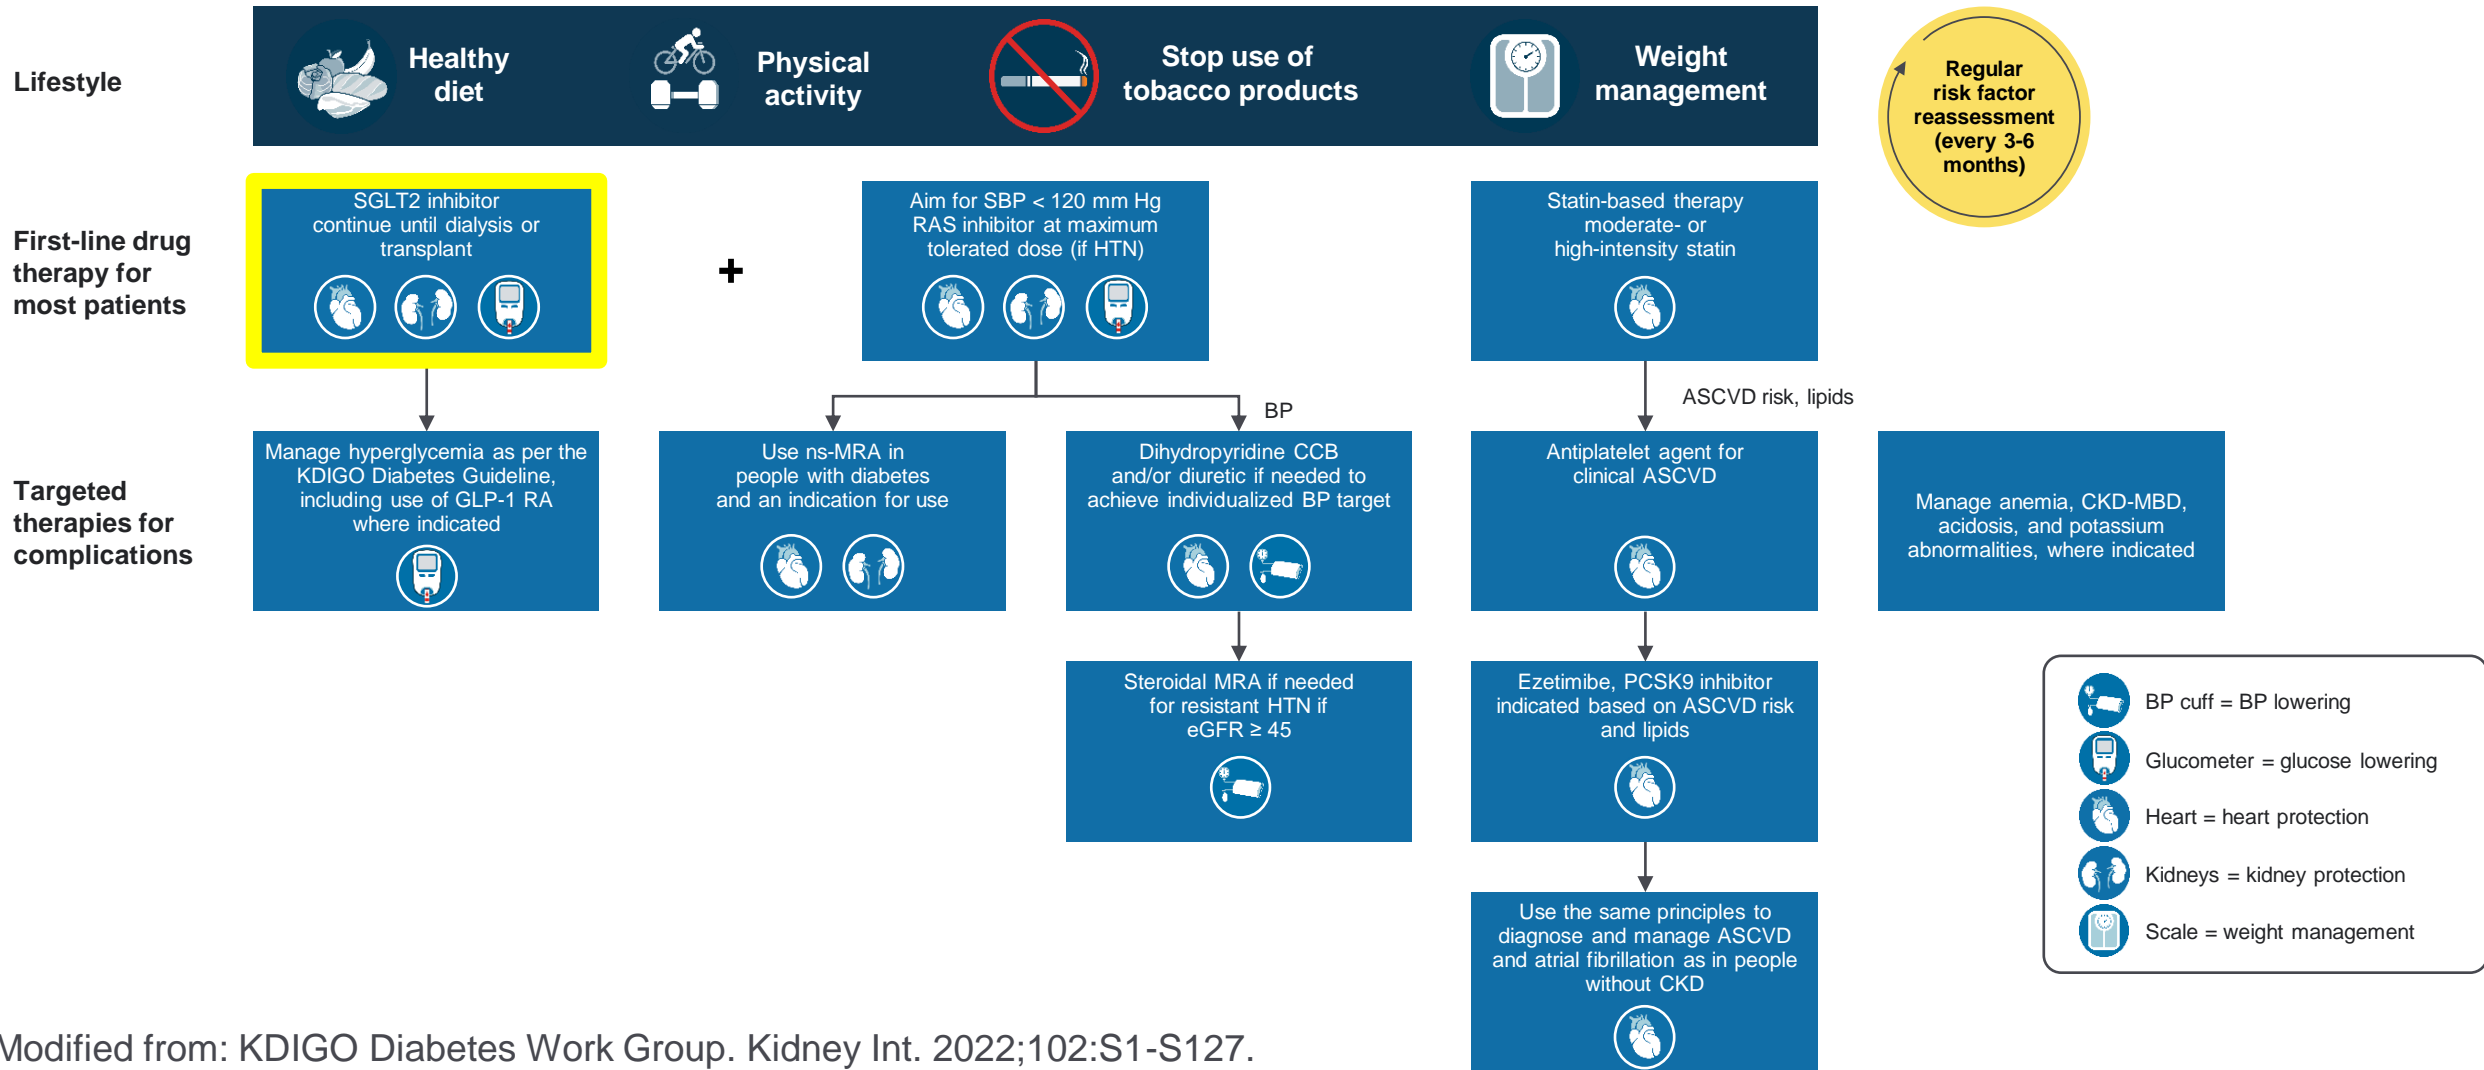 Lifestyle
Healthy
diet
Physical
activity
Stop use of
tobacco products
Weight
management
Regular
risk factor
reassessment
(every 3-6
months)
First-line drug
therapy for
most patients
SGLT2 inhibitor
continue until dialysis or
transplant
+
Aim for SBP < 120 mm Hg
RAS inhibitor at maximum
tolerated dose (if HTN)
Statin-based therapy
moderate- or
high-intensity statin
BP
ASCVD risk, lipids
Targeted
therapies for
complications
Manage hyperglycemia as per the
KDIGO Diabetes Guideline,
including use of GLP-1 RA
where indicated
Use ns-MRA in
people with diabetes
and an indication for use
Dihydropyridine CCB
and/or diuretic if needed to
achieve individualized BP target
Antiplatelet agent for
clinical ASCVD
Manage anemia, CKD-MBD,
acidosis, and potassium
abnormalities, where indicated
Steroidal MRA if needed
for resistant HTN if
eGFR ≥ 45
Ezetimibe, PCSK9 inhibitor
indicated based on ASCVD risk
and lipids
Use the same principles to
diagnose and manage ASCVD
and atrial fibrillation as in people
without CKD
BP cuff = BP lowering
Glucometer = glucose lowering
Heart = heart protection
Kidneys = kidney protection
Scale = weight management
Modified from: KDIGO Diabetes Work Group. Kidney Int. 2022;102:S1-S127.